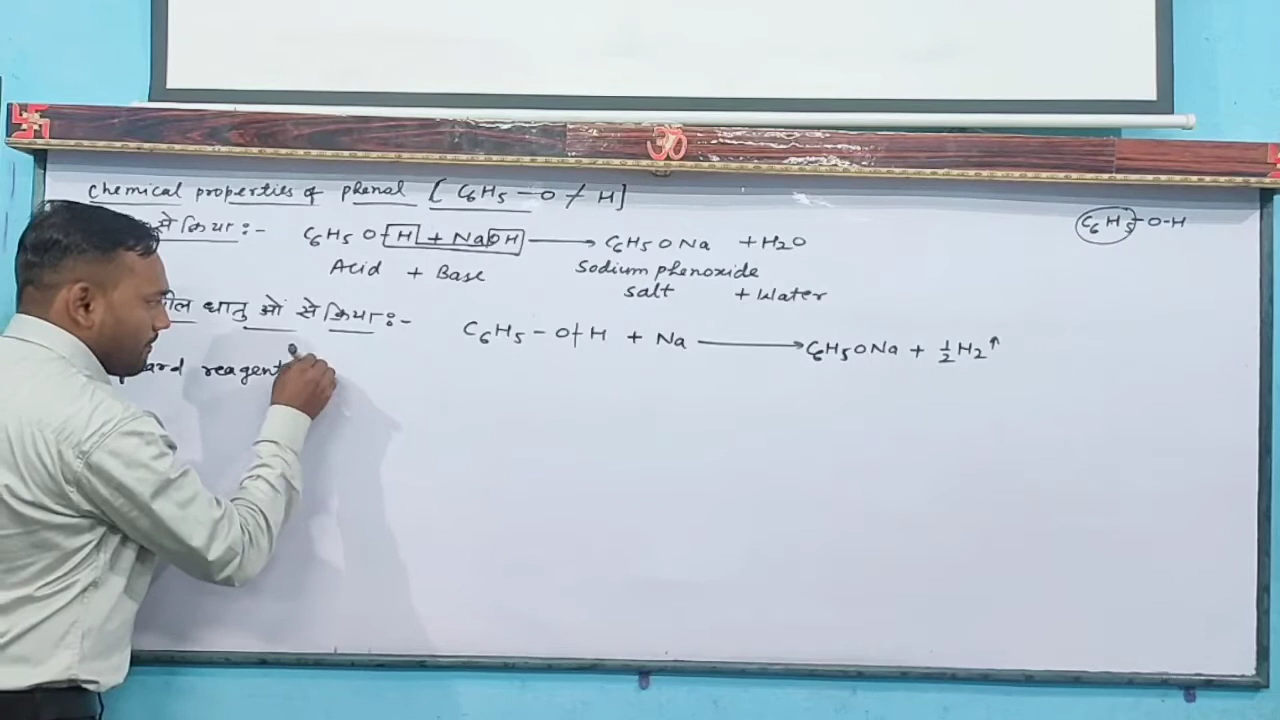 Chemical properties of phenal [C6H5 – O ⌿ H]
C6H5 – O – H
से क्रिया :- C6H5 O – H + NaOH ⟶ C6H5ONa + H2O
Acid + Base Sodium phenoxide
salt + Water
धातु ओं से क्रिया :- C6H5 – O ⌿ H + Na ⟶ C6H5ONa + ½H2↑
reagent
ॐ